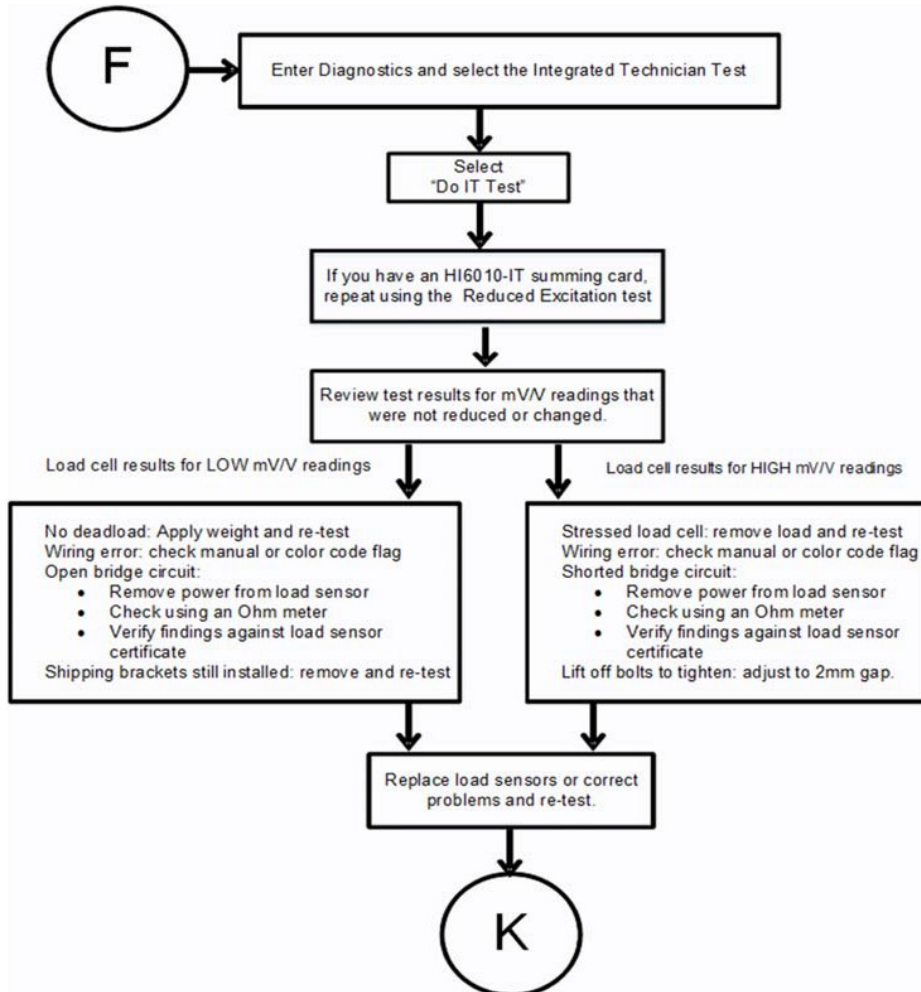 F
Enter Diagnostics and select the Integrated Technician Test
Select
"Do IT Test"
If you have an HI6010-IT summing card,
repeat using the Reduced Excitation test
Review test results for mV/V readings that
were not reduced or changed.
Load cell results for LOW mV/V readings
No deadload: Apply weight and re-test
Wiring error: check manual or color code flag
Open bridge circuit:
• Remove power from load sensor
• Check using an Ohm meter
• Verify findings against load sensor
certificate
Shipping brackets still installed: remove and re-test
Load cell results for HIGH mV/V readings
Stressed load cell: remove load and re-test
Wiring error: check manual or color code flag
Shorted bridge circuit:
• Remove power from load sensor
• Check using an Ohm meter
• Verify findings against load sensor
certificate
Lift off bolts to tighten: adjust to 2mm gap.
Replace load sensors or correct
problems and re-test.
K